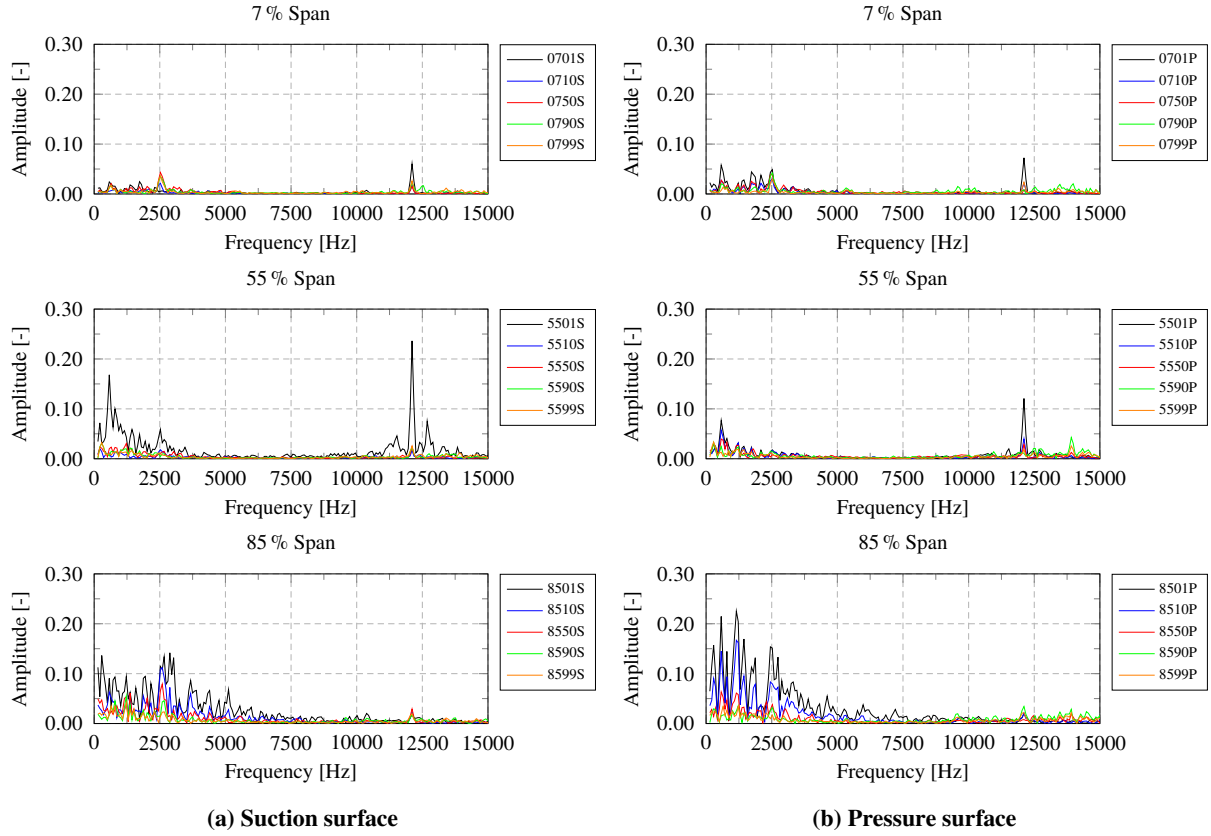 7 % Span
0.30
0.20
0.10
0.00
Amplitude [-]
0 2500 5000 7500 10000 12500 15000
Frequency [Hz]
0701S
0710S
0750S
0790S
0799S
7 % Span
0.30
0.20
0.10
0.00
Amplitude [-]
0 2500 5000 7500 10000 12500 15000
Frequency [Hz]
0701P
0710P
0750P
0790P
0799P
55 % Span
0.30
0.20
0.10
0.00
Amplitude [-]
0 2500 5000 7500 10000 12500 15000
Frequency [Hz]
5501S
5510S
5550S
5590S
5599S
55 % Span
0.30
0.20
0.10
0.00
Amplitude [-]
0 2500 5000 7500 10000 12500 15000
Frequency [Hz]
5501P
5510P
5550P
5590P
5599P
85 % Span
0.30
0.20
0.10
0.00
Amplitude [-]
0 2500 5000 7500 10000 12500 15000
Frequency [Hz]
8501S
8510S
8550S
8590S
8599S
85 % Span
0.30
0.20
0.10
0.00
Amplitude [-]
0 2500 5000 7500 10000 12500 15000
Frequency [Hz]
8501P
8510P
8550P
8590P
8599P
(a) Suction surface
(b) Pressure surface